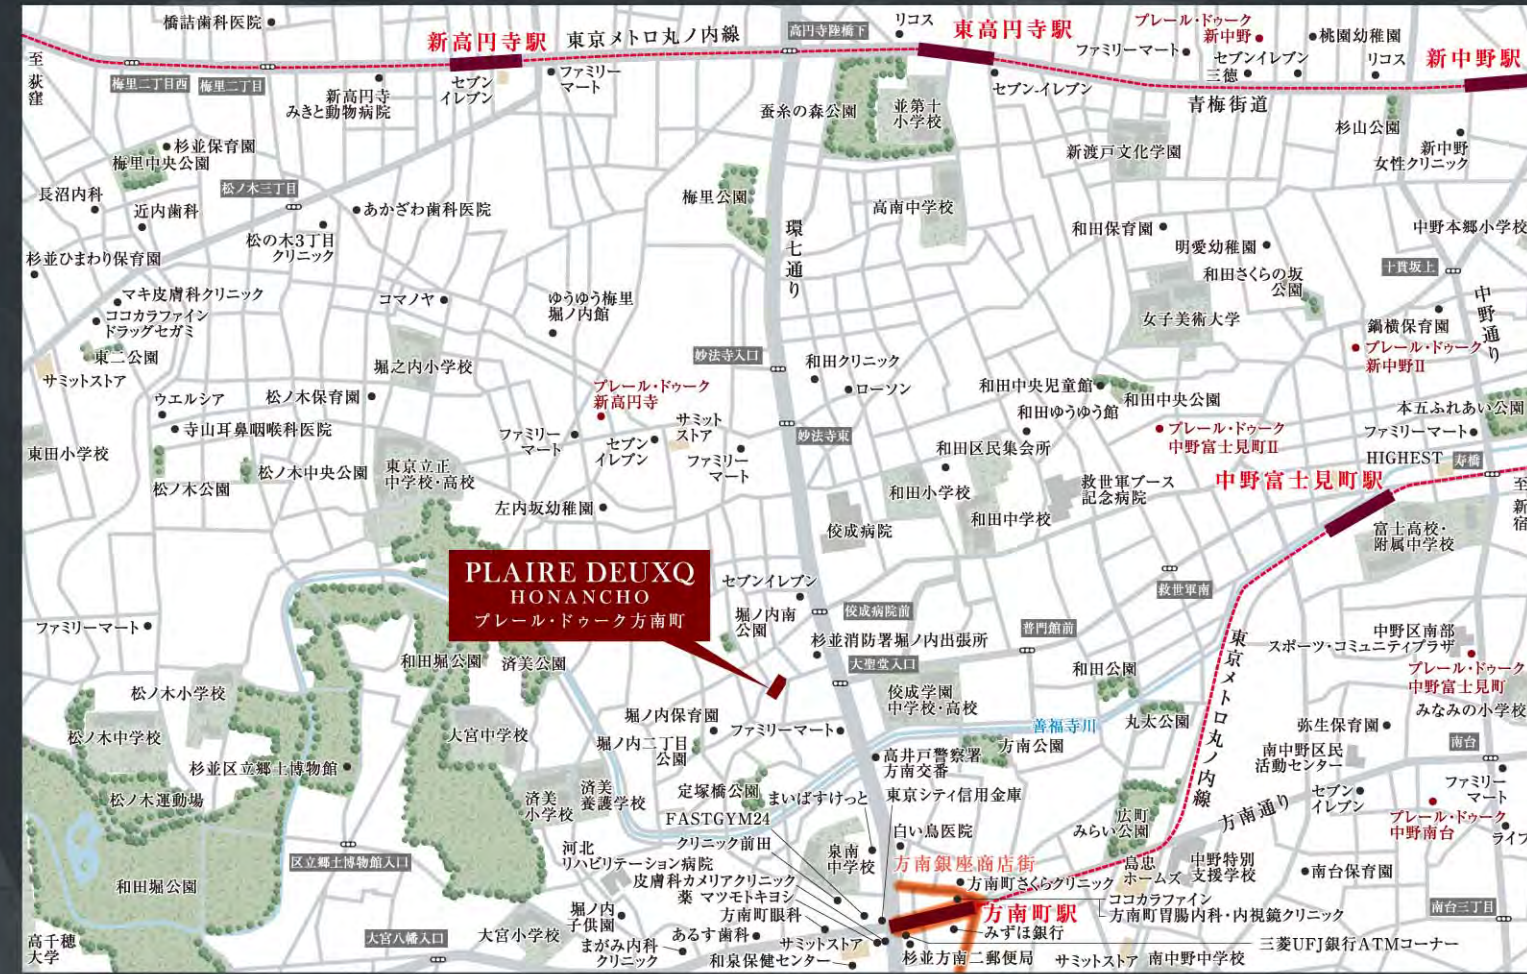 橋詰歯科医院
新高円寺駅
東京メトロ丸ノ内線
高円寺陸橋下
リコス
東高円寺駅
プレール・ドゥーク
新中野
ファミリーマート
桃園幼稚園
セブンイレブン
三徳
リコス
新中野駅
至荻窪
梅里二丁目西
梅里二丁目
新高円寺
みきと動物病院
セブン
イレブン
ファミリー
マート
蚕糸の森公園
並第十
小学校
セブン-イレブン
青梅街道
杉山公園
新中野
女性クリニック
新渡戸文化学園
杉並保育園
梅里中央公園
長沼内科
近内歯科
松ノ木三丁目
あかざわ歯科医院
松の木3丁目
クリニック
梅里公園
環七通り
高南中学校
和田保育園
明愛幼稚園
和田さくらの坂
公園
中野本郷小学校
十貫坂上
中野通り
杉並ひまわり保育園
マキ皮膚科クリニック
ココカラファイン
ドラッグセガミ
コマノヤ
ゆうゆう梅里
堀ノ内館
女子美術大学
鍋横保育園
プレール・ドゥーク
新中野II
東二公園
サミットストア
堀之内小学校
妙法寺入口
和田クリニック
ローソン
和田中央児童館
和田中央公園
和田ゆうゆう館
本五ふれあい公園
ファミリーマート
HIGHEST
寿橋
至新宿
ウエルシア
松ノ木保育園
寺山耳鼻咽喉科医院
プレール・ドゥーク
新高円寺
サミット
ストア
ファミリー
マート
セブン
イレブン
ファミリー
マート
妙法寺東
和田区民集会所
プレール・ドゥーク
中野富士見町II
中野富士見町駅
東田小学校
松ノ木公園
松ノ木中央公園
東京立正
中学校・高校
左内坂幼稚園
和田小学校
和田中学校
救世軍ブース
記念病院
佼成病院
富士高校・
附属中学校
PLAIRE DEUXQ
HONANCHO
プレール・ドゥーク方南町
セブンイレブン
堀ノ内南
公園
佼成病院前
救世軍南
杉並消防署堀ノ内出張所
普門館前
大聖堂入口
ファミリーマート
和田堀公園
済美公園
佼成学園
中学校・高校
和田公園
東京メトロ丸ノ内線
中野区南部
スポーツ・コミュニティプラザ
プレール・ドゥーク
中野富士見町
みなみの小学校
松ノ木小学校
松ノ木中学校
大宮中学校
堀ノ内保育園
ファミリーマート
堀ノ内二丁目
公園
善福寺川
丸太公園
弥生保育園
南台
杉並区立郷土博物館
松ノ木運動場
済美
小学校
済美
養護学校
定塚橋公園
まいばすけっと
高井戸警察署
方南交番
方南公園
東京シティ信用金庫
南中野区民
活動センター
セブン
イレブン
ファミリー
マート
方南通り
プレール・ドゥーク
中野南台
ライフ
FASTGYM24
クリニック前田
白い鳥医院
広町
みらい公園
区立郷土博物館入口
河北
リハビリテーション病院
皮膚科カメリアクリニック
薬 マツモトキヨシ
方南町眼科
泉南
中学校
方南銀座商店街
方南町さくらクリニック
島忠
ホームズ
中野特別
支援学校
南台保育園
和田堀公園
方南町駅
ココカラファイン
方南町胃腸内科・内視鏡クリニック
南台三丁目
高千穂
大学
大宮八幡入口
大宮小学校
堀ノ内
子供園
あるす歯科
まがみ内科
クリニック
サミットストア
和泉保健センター
みずほ銀行
杉並方南二郵便局
サミットストア
三菱UFJ銀行ATMコーナー
南中野中学校